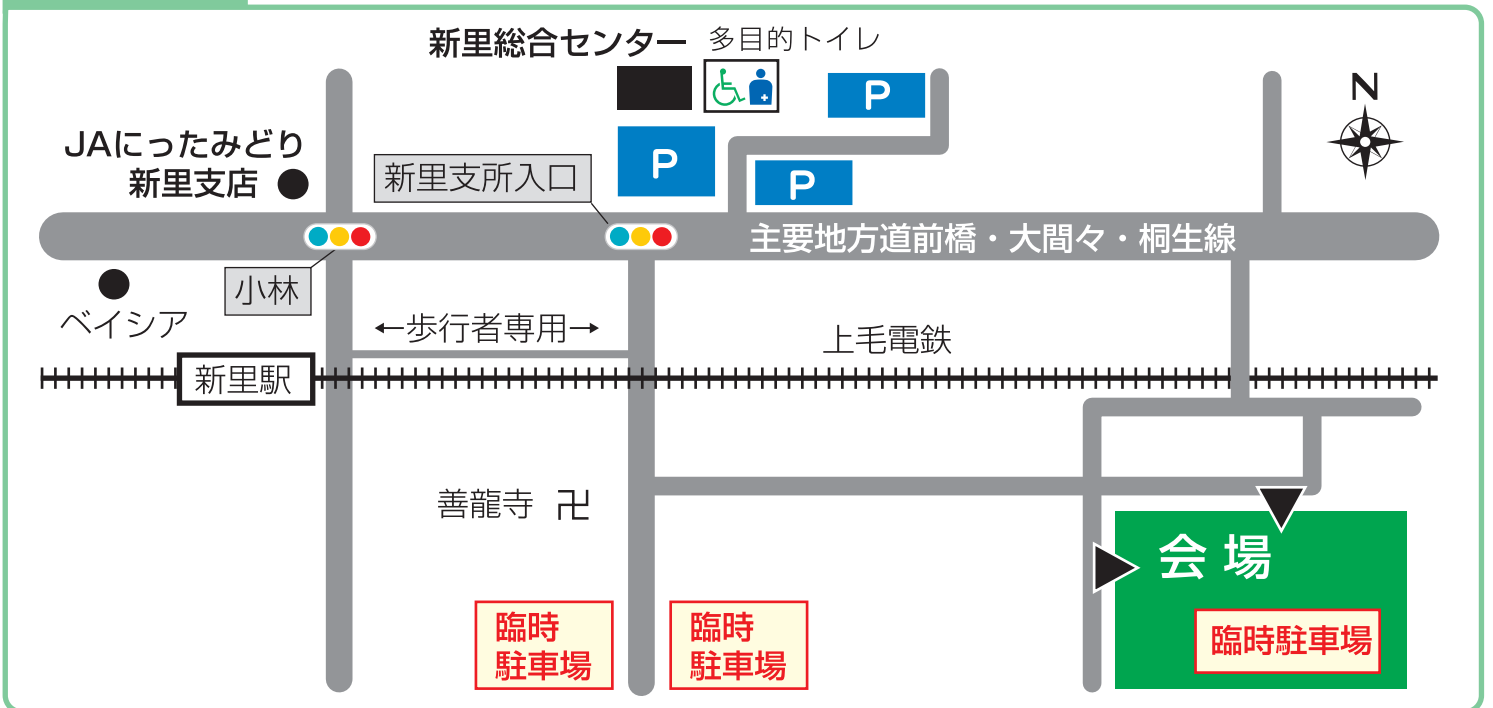 新里総合センター 多目的トイレ
P
N
JAにったみどり
新里支店
新里支所入口
P
P
主要地方道前橋・大間々・桐生線
小林
ベイシア
←歩行者専用→
上毛電鉄
新里駅
善龍寺 卍
会場
臨時
駐車場
臨時
駐車場
臨時駐車場